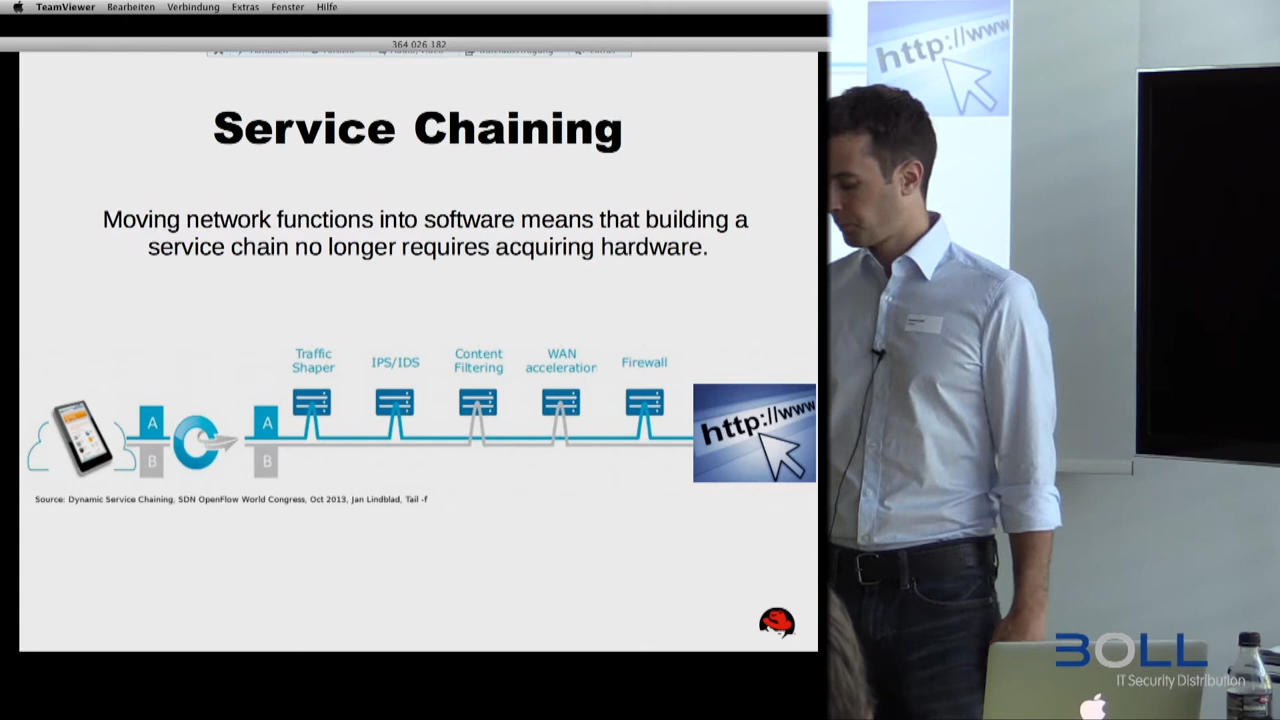 TeamViewer Bearbeiten Verbindung Extras Fenster Hilfe
364 026 182
Service Chaining
Moving network functions into software means that building a
service chain no longer requires acquiring hardware.
Traffic
Shaper
IPS/IDS
Content
Filtering
WAN
acceleration
Firewall
A
B
A
B
http://www
Source: Dynamic Service Chaining, SDN OpenFlow World Congress, Oct 2013, Jan Lindblad, Tail -f
http://www
BOLL
IT Security Distribution